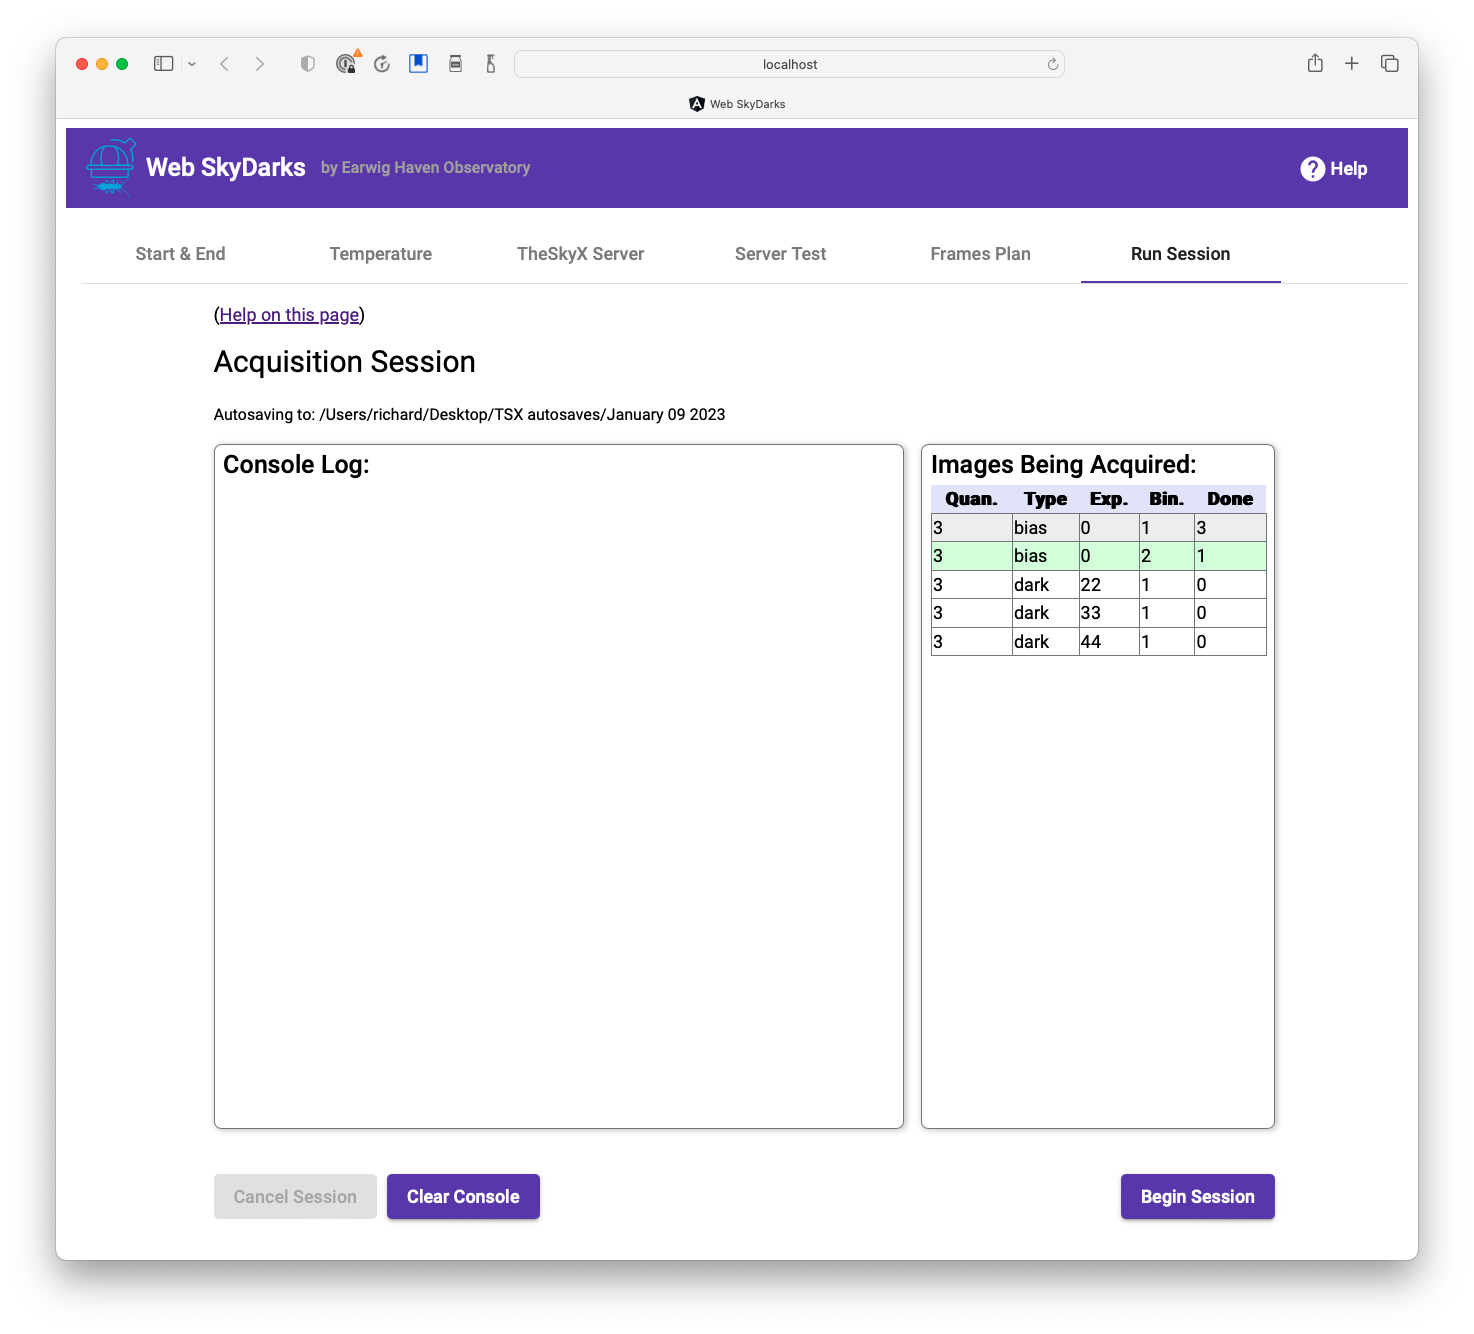 localhost
Web SkyDarks
Web SkyDarks by Earwig Haven Observatory
Help
Start & End Temperature TheSkyX Server Server Test Frames Plan Run Session
(Help on this page)
Acquisition Session
Autosaving to: /Users/richard/Desktop/TSX autosaves/January 09 2023
Console Log:
Images Being Acquired:
Quan. Type Exp. Bin. Done
3 bias 0 1 3
3 bias 0 2 1
3 dark 22 1 0
3 dark 33 1 0
3 dark 44 1 0
Cancel Session Clear Console Begin Session